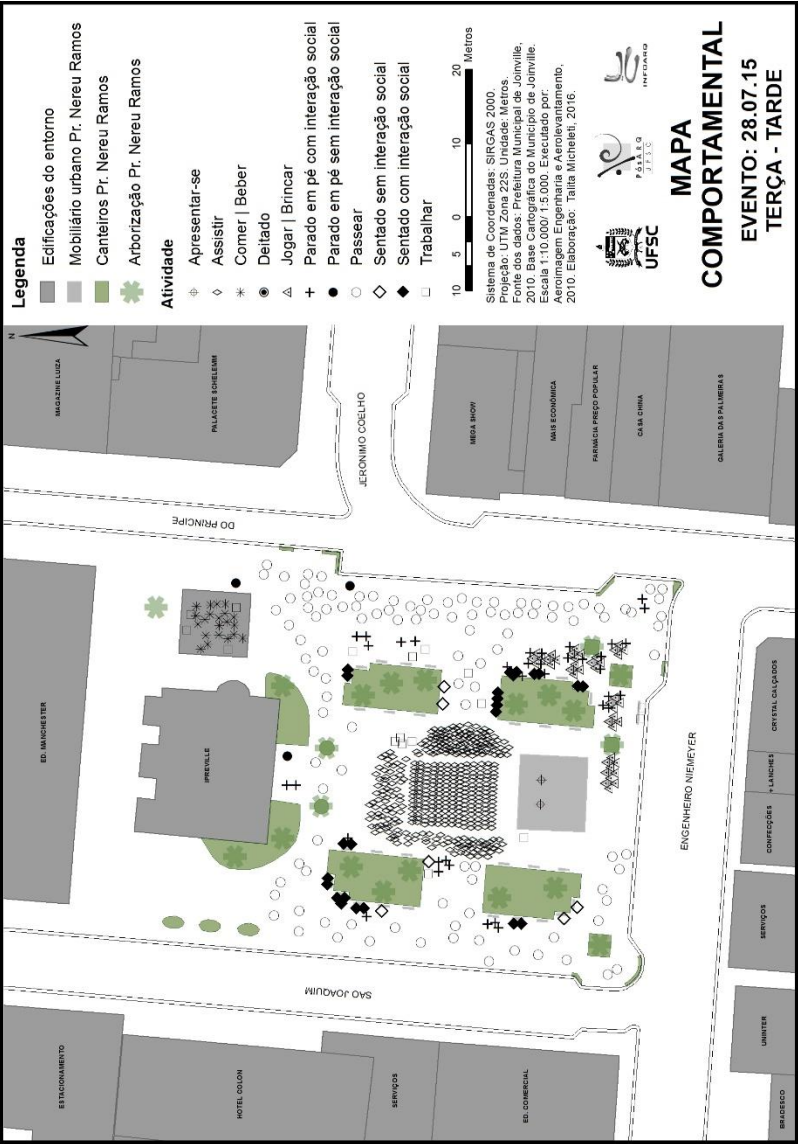 Legenda
Edificações do entorno
Mobiliário urbano Pr. Nereu Ramos
Canteiros Pr. Nereu Ramos
Arborização Pr. Nereu Ramos
Atividade
Apresentar-se
Assistir
Comer | Beber
Deitado
Jogar | Brincar
Parado em pé com interação social
Parado em pé sem interação social
Passear
Sentado sem interação social
Sentado com interação social
Trabalhar
10 5 0 10 20
Metros
Sistema de Coordenadas: SIRGAS 2000.
Projeção: UTM Zona 22S. Unidade: Metros.
Fonte dos dados: Prefeitura Municipal de Joinville,
2010. Base Cartográfica do Município de Joinville.
Escala 1:10.000/ 1:5.000. Executado por:
Aeroimagem Engenharia e Aerolevantamento,
2010. Elaboração: Talita Micheleti, 2016.
UFSC
PósARQ
UFSC
INFOARQ
MAPA
COMPORTAMENTAL
EVENTO: 28.07.15
TERÇA - TARDE
N
MAGAZINE LUIZA
PALACETE SCHELEMM
JERONIMO COELHO
MEGA SHOW
MAIS ECONÔMICA
FARMÁCIA PREÇO POPULAR
CASA CHINA
GALERIA DAS PALMEIRAS
DO PRINCIPE
ED. MANCHESTER
IPREVILLE
ENGENHEIRO NIEMEYER
CRYSTAL CALÇADOS
+ LANCHES
CONFECÇÕES
SERVIÇOS
UNINTER
BRADESCO
SAO JOAQUIM
ESTACIONAMENTO
HOTEL COLON
SERVIÇOS
ED. COMERCIAL